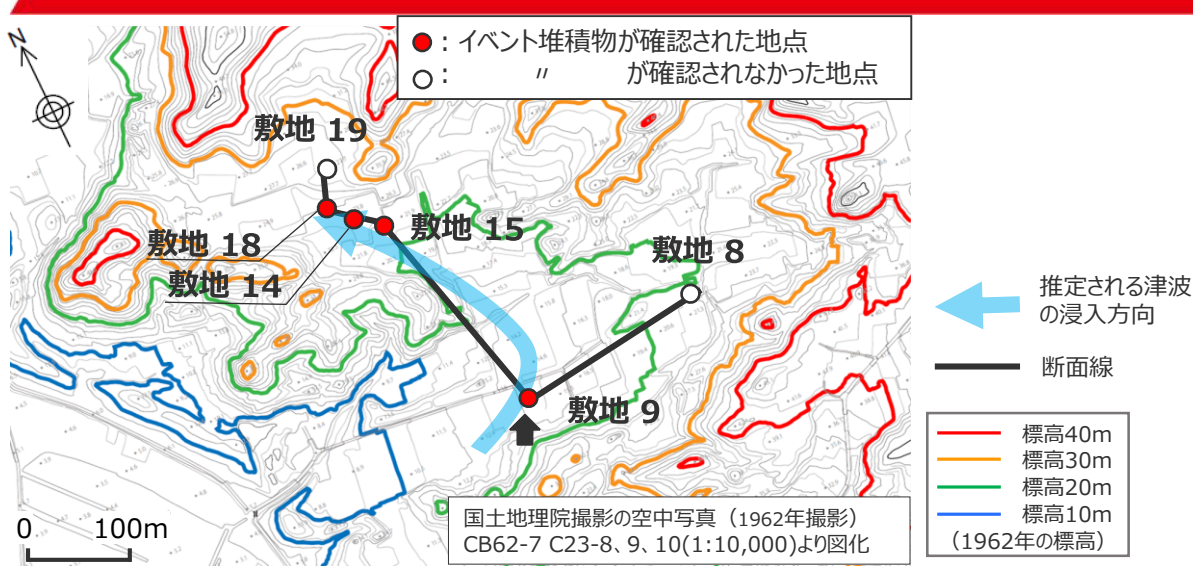 N
●：イベント堆積物が確認された地点
○：　〃　が確認されなかった地点
敷地 19
敷地 18
敷地 14
敷地 15
敷地 8
敷地 9
推定される津波
の浸入方向
断面線
標高40m
標高30m
標高20m
標高10m
（1962年の標高）
0 100m
国土地理院撮影の空中写真（1962年撮影）
CB62-7 C23-8、9、10(1:10,000)より図化